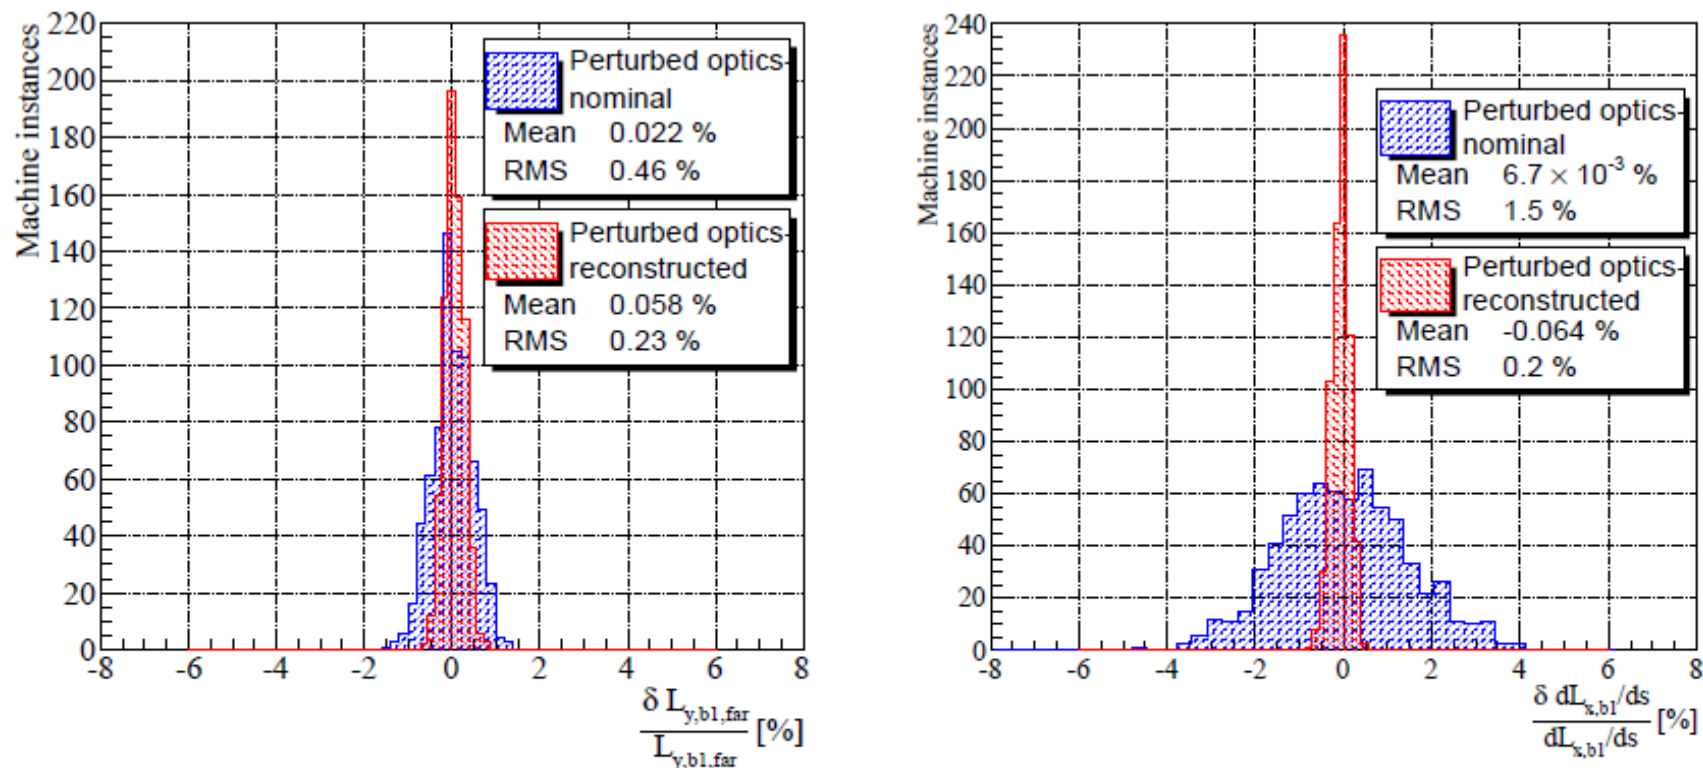 220
200
180
160
140
120
100
80
60
40
20
0
Machine instances
Perturbed optics-
nominal
Mean 0.022 %
RMS 0.46 %
Perturbed optics-
reconstructed
Mean 0.058 %
RMS 0.23 %
-8 -6 -4 -2 0 2 4 6 8
δ L_y,b1,far
L_y,b1,far
[%]
240
220
200
180
160
140
120
100
80
60
40
20
0
Machine instances
Perturbed optics-
nominal
Mean 6.7 × 10⁻³ %
RMS 1.5 %
Perturbed optics-
reconstructed
Mean -0.064 %
RMS 0.2 %
-8 -6 -4 -2 0 2 4 6 8
δ dL_x,b1/ds
dL_x,b1/ds
[%]